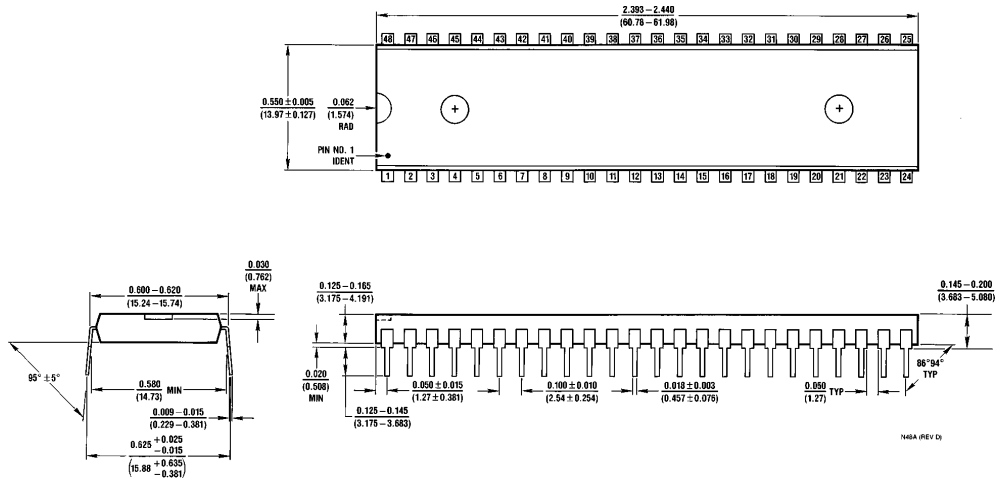 2.393 – 2.440
(60.78 – 61.98)
48 47 46 45 44 43 42 41 40 39 38 37 36 35 34 33 32 31 30 29 28 27 26 25
0.550 ± 0.005
(13.97 ± 0.127)
0.062
(1.574)
RAD
PIN NO. 1
IDENT
1 2 3 4 5 6 7 8 9 10 11 12 13 14 15 16 17 18 19 20 21 22 23 24
0.030
(0.762)
MAX
0.600 – 0.620
(15.24 – 15.74)
95° ±5°
0.580
(14.73)
MIN
0.009 – 0.015
(0.229 – 0.381)
0.625 +0.025
–0.015
(15.88 +0.635
–0.381)
0.125 – 0.165
(3.175 – 4.191)
0.145 – 0.200
(3.683 – 5.080)
0.020
(0.508)
MIN
0.050 ± 0.015
(1.27 ± 0.381)
0.100 ± 0.010
(2.54 ± 0.254)
0.018 ± 0.003
(0.457 ± 0.076)
0.050
(1.27)
TYP
86°94°
TYP
0.125 – 0.145
(3.175 – 3.683)
N48A (REV D)